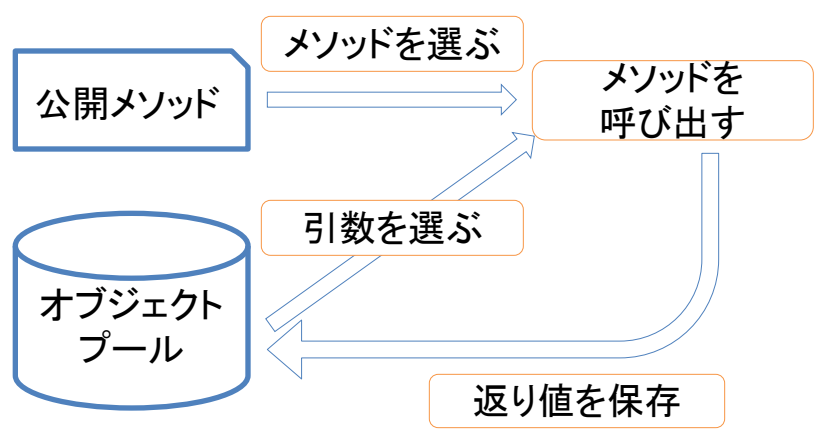 メソッドを選ぶ
公開メソッド
メソッドを
呼び出す
引数を選ぶ
オブジェクト
プール
返り値を保存